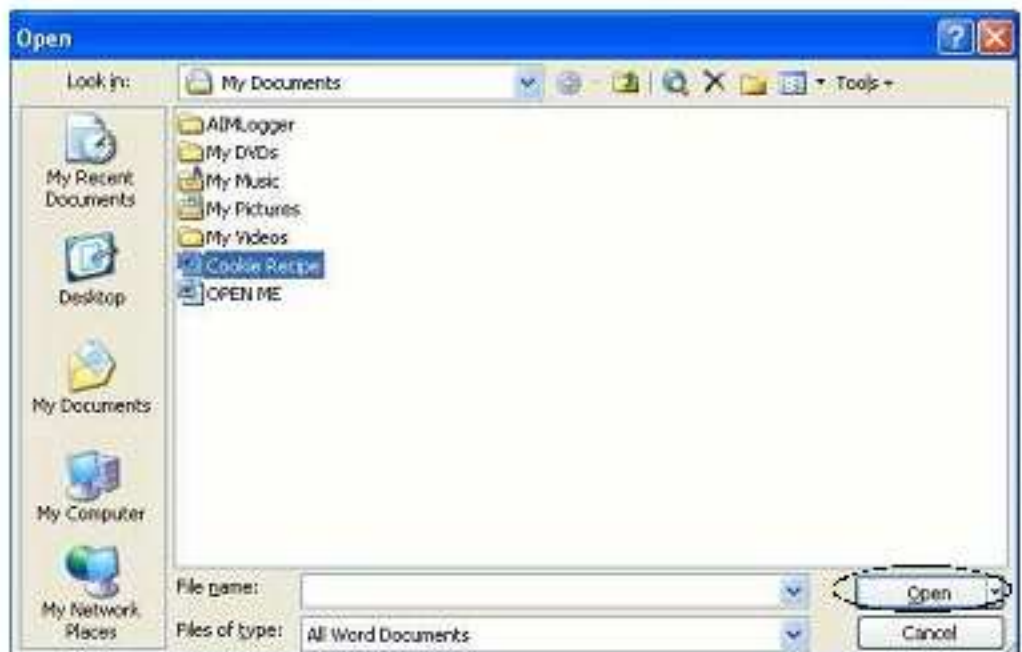 Open
Look in:
My Documents
Tools
AIMLogger
My DVDs
My Music
My Pictures
My Videos
Cookie Recipe
OPEN ME
My Recent
Documents
Desktop
My Documents
My Computer
My Network
Places
File name:
Open
Files of type:
All Word Documents
Cancel